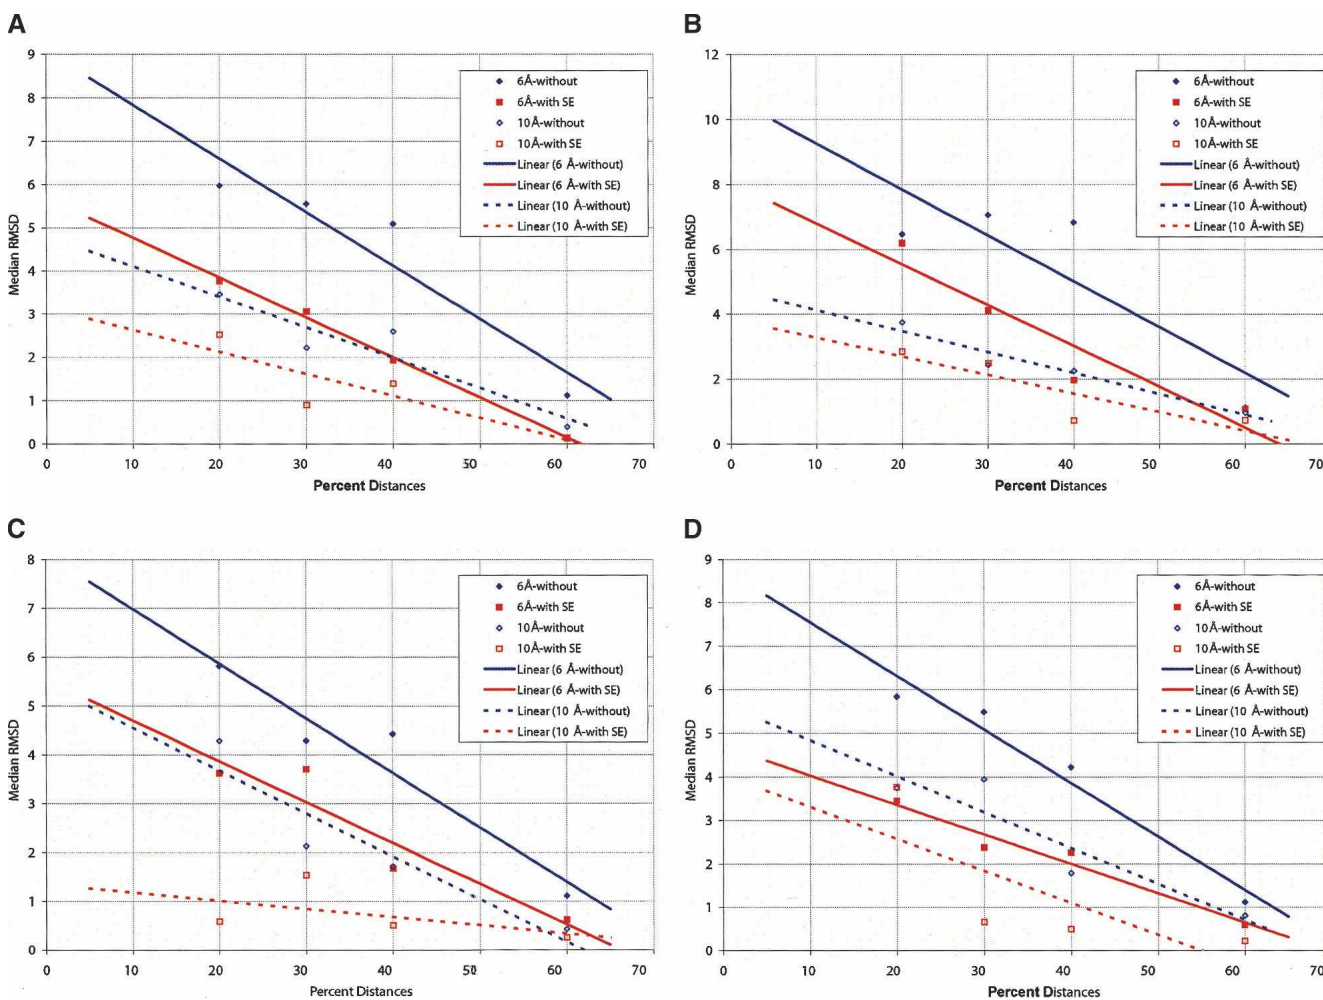 A
9
8
7
6
5
4
3
2
1
0
Median RMSD
6Å-without
6Å-with SE
10Å-without
10Å-with SE
Linear (6 Å-without)
Linear (6 Å-with SE)
Linear (10 Å-without)
Linear (10 Å-with SE)
0 10 20 30 40 50 60 70
Percent Distances
B
12
10
8
6
4
2
0
Median RMSD
6Å-without
6Å-with SE
10Å-without
10Å-with SE
Linear (6 Å-without)
Linear (6 Å-with SE)
Linear (10 Å-without)
Linear (10 Å-with SE)
0 10 20 30 40 50 60 70
Percent Distances
C
8
7
6
5
4
3
2
1
0
Median RMSD
6Å-without
6Å-with SE
10Å-without
10Å-with SE
Linear (6 Å-without)
Linear (6 Å-with SE)
Linear (10 Å-without)
Linear (10 Å-with SE)
0 10 20 30 40 50 60 70
Percent Distances
D
9
8
7
6
5
4
3
2
1
0
Median RMSD
6Å-without
6Å-with SE
10Å-without
10Å-with SE
Linear (6 Å-without)
Linear (6 Å-with SE)
Linear (10 Å-without)
Linear (10 Å-with SE)
0 10 20 30 40 50 60 70
Percent Distances